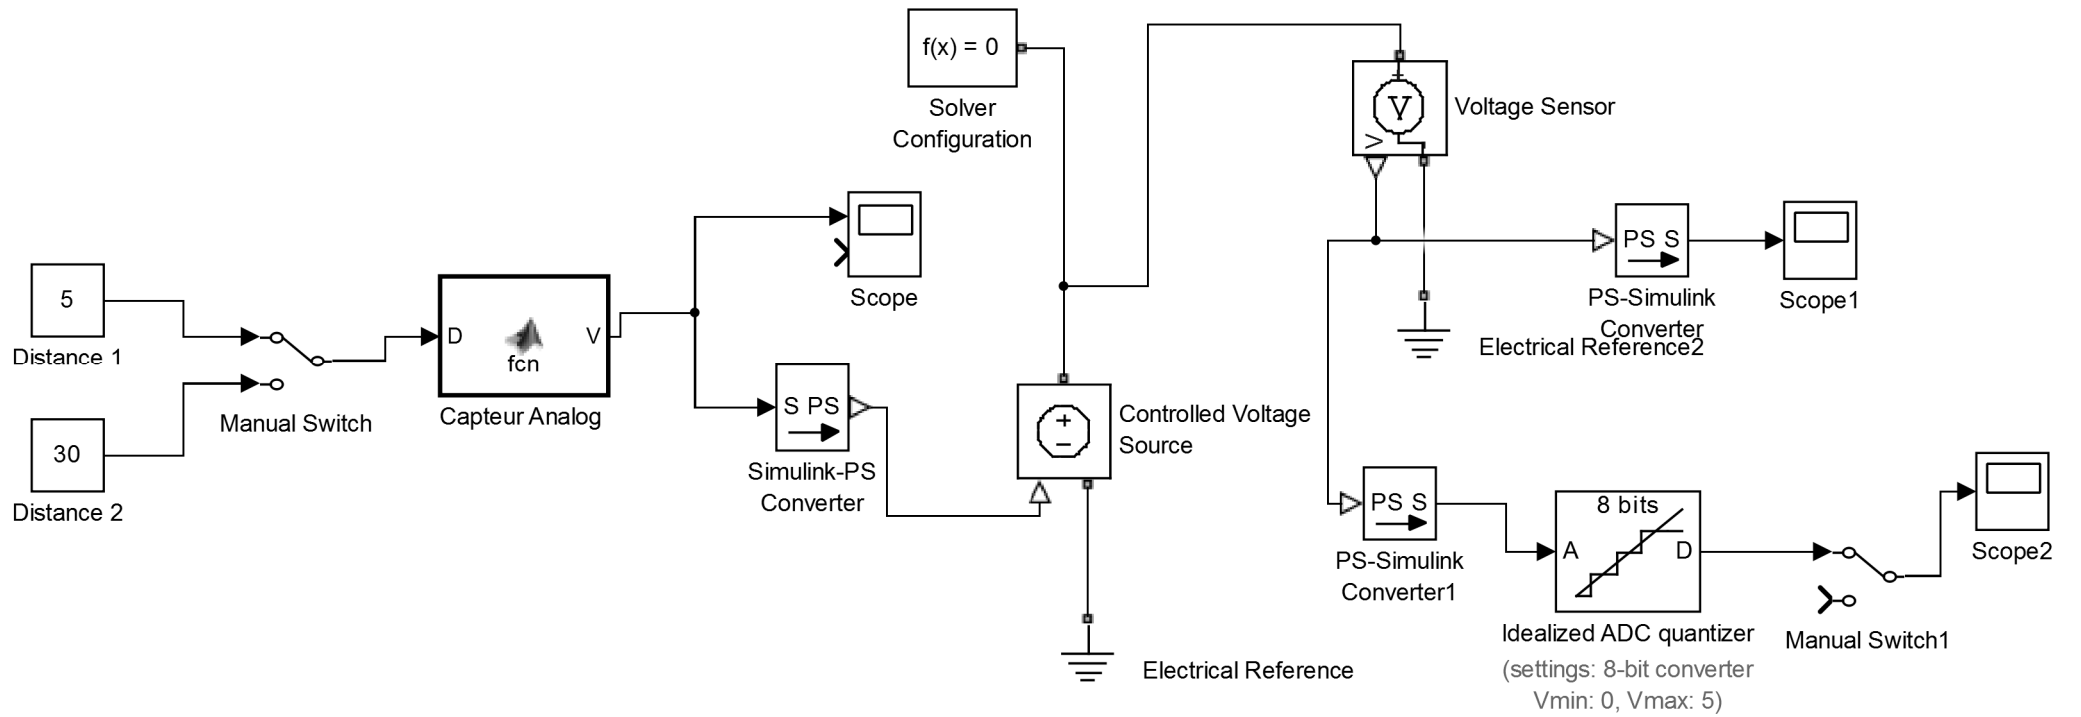 f(x) = 0
Solver
Configuration
+
V
V
Voltage Sensor
5
Distance 1
30
Distance 2
Manual Switch
D
fcn
V
Capteur Analog
Scope
S PS
Simulink-PS
Converter
+
−
Controlled Voltage
Source
Electrical Reference
PS S
PS-Simulink
Converter
Scope1
Electrical Reference2
PS S
PS-Simulink
Converter1
8 bits
A
D
Idealized ADC quantizer
(settings: 8-bit converter
Vmin: 0, Vmax: 5)
Manual Switch1
Scope2